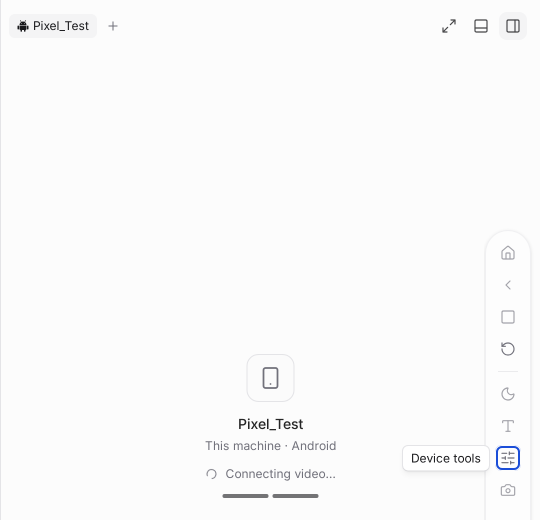 Pixel_Test
Pixel_Test
This machine · Android
Connecting video...
Device tools